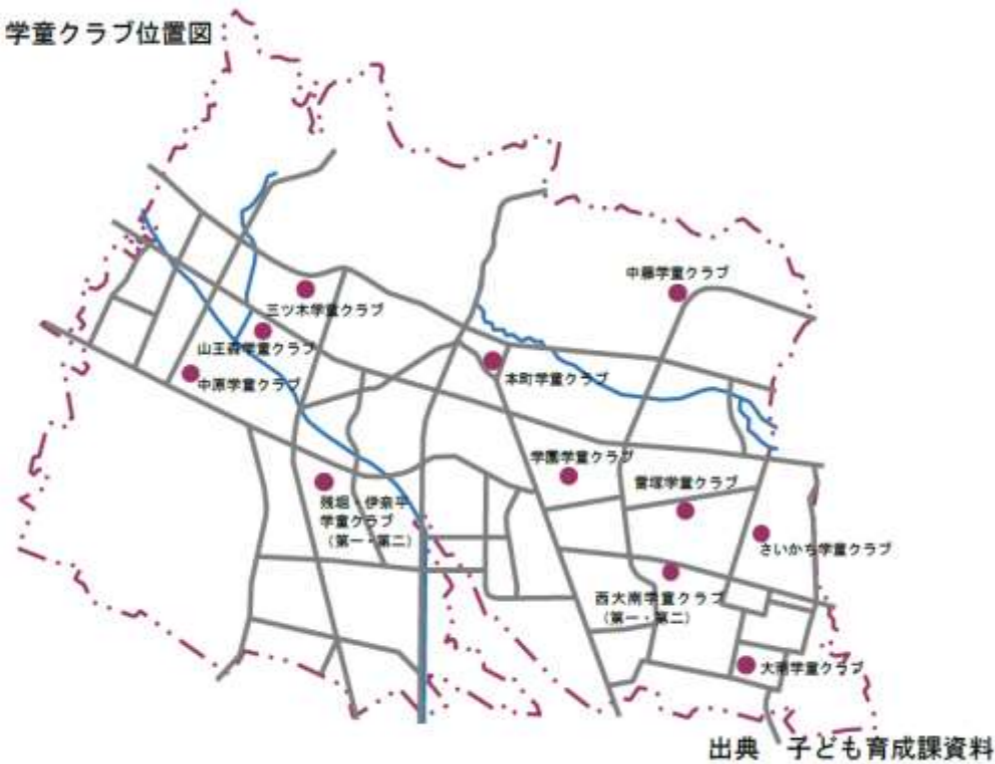 学童クラブ位置図
中藤学童クラブ
三ツ木学童クラブ
山王森学童クラブ
中原学童クラブ
本町学童クラブ
学園学童クラブ
雷塚学童クラブ
残堀・伊奈平
学童クラブ
（第一・第二）
さいかち学童クラブ
西大南学童クラブ
（第一・第二）
大南学童クラブ
出典　子ども育成課資料